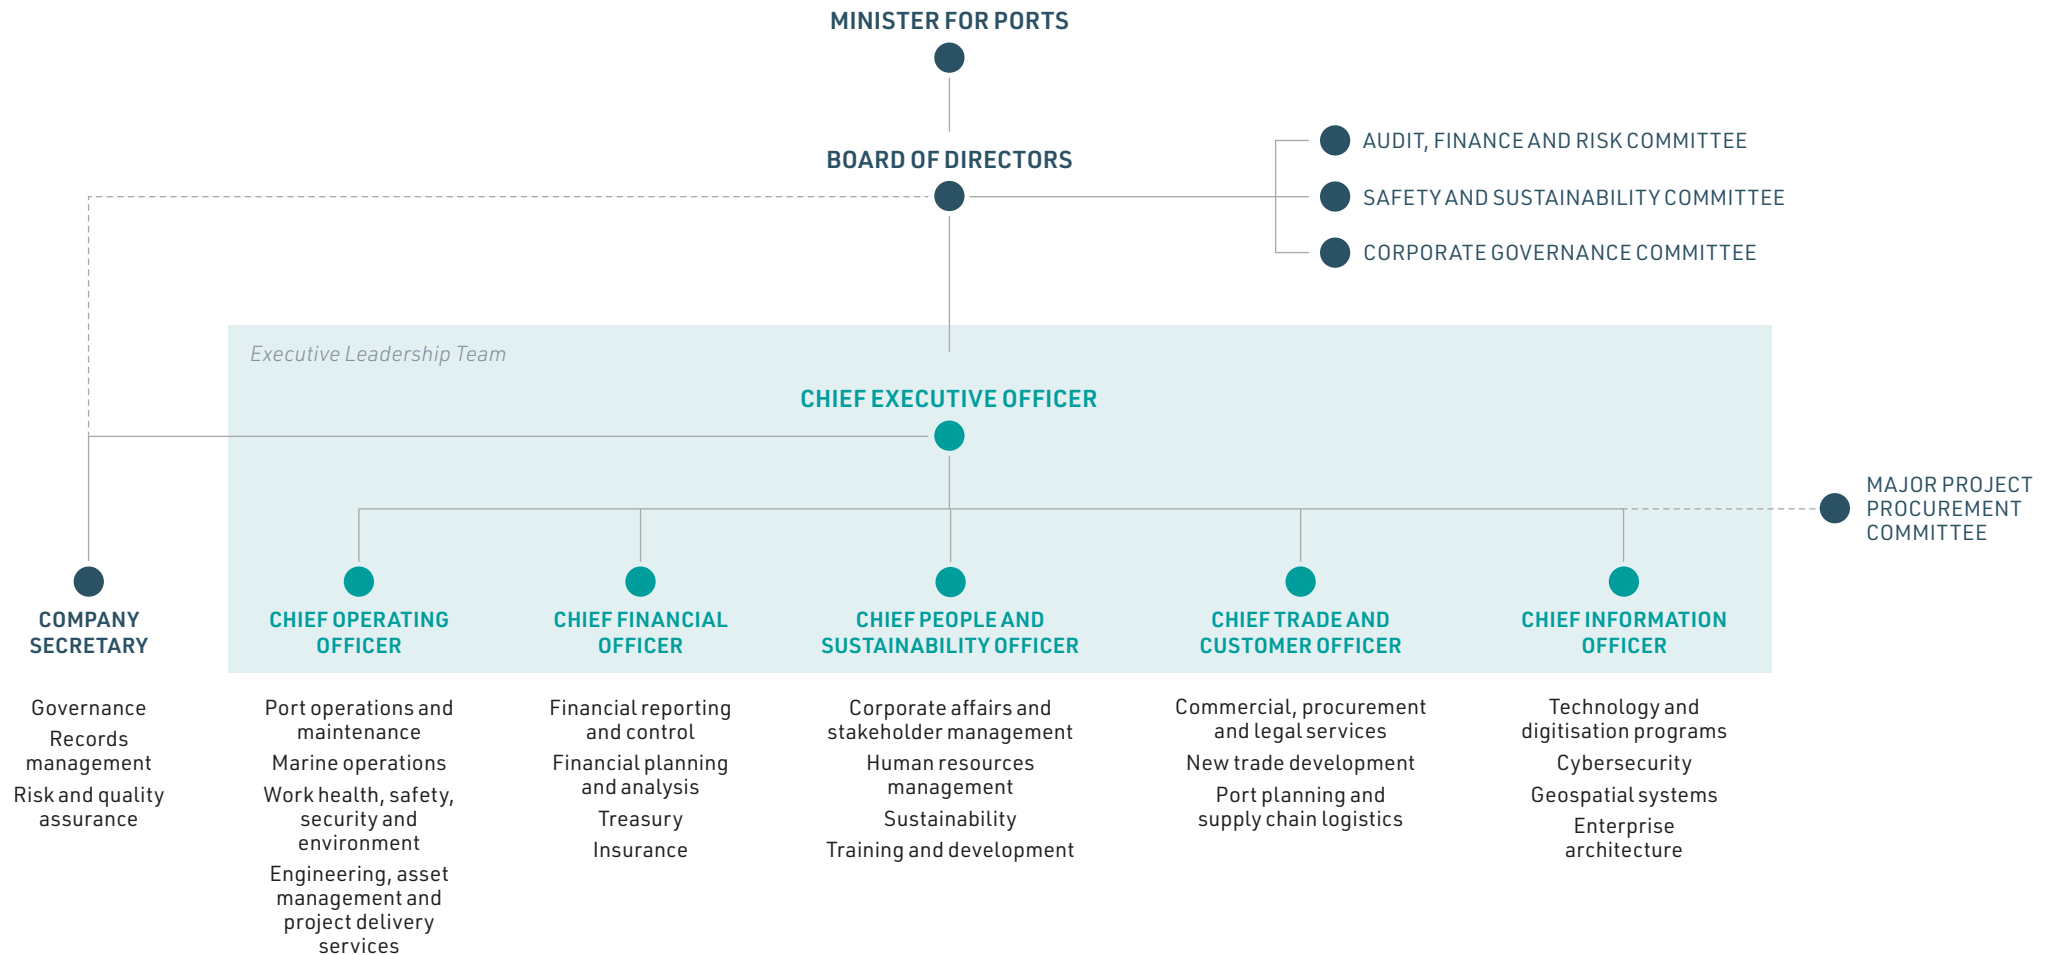 MINISTER FOR PORTS
BOARD OF DIRECTORS
AUDIT, FINANCE AND RISK COMMITTEE
SAFETY AND SUSTAINABILITY COMMITTEE
CORPORATE GOVERNANCE COMMITTEE
Executive Leadership Team
CHIEF EXECUTIVE OFFICER
MAJOR PROJECT
PROCUREMENT
COMMITTEE
COMPANY
SECRETARY
Governance
Records
management
Risk and quality
assurance
CHIEF OPERATING
OFFICER
Port operations and
maintenance
Marine operations
Work health, safety,
security and
environment
Engineering, asset
management and
project delivery
services
CHIEF FINANCIAL
OFFICER
Financial reporting
and control
Financial planning
and analysis
Treasury
Insurance
CHIEF PEOPLE AND
SUSTAINABILITY OFFICER
Corporate affairs and
stakeholder management
Human resources
management
Sustainability
Training and development
CHIEF TRADE AND
CUSTOMER OFFICER
Commercial, procurement
and legal services
New trade development
Port planning and
supply chain logistics
CHIEF INFORMATION
OFFICER
Technology and
digitisation programs
Cybersecurity
Geospatial systems
Enterprise
architecture